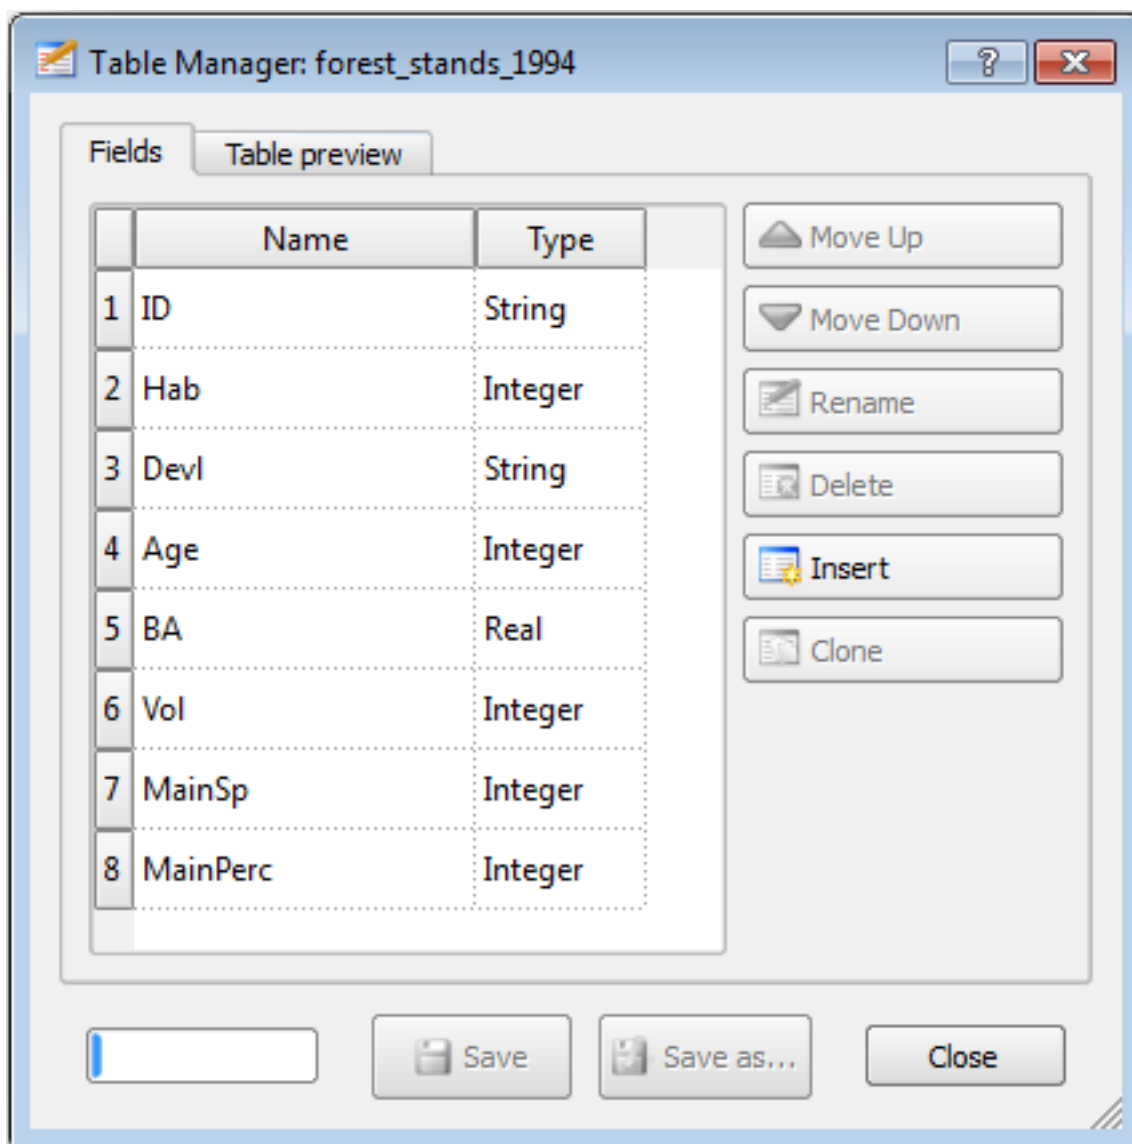 Table Manager: forest_stands_1994
Fields Table preview
Name Type
1 ID String
2 Hab Integer
3 Devl String
4 Age Integer
5 BA Real
6 Vol Integer
7 MainSp Integer
8 MainPerc Integer
Move Up
Move Down
Rename
Delete
Insert
Clone
Save Save as... Close